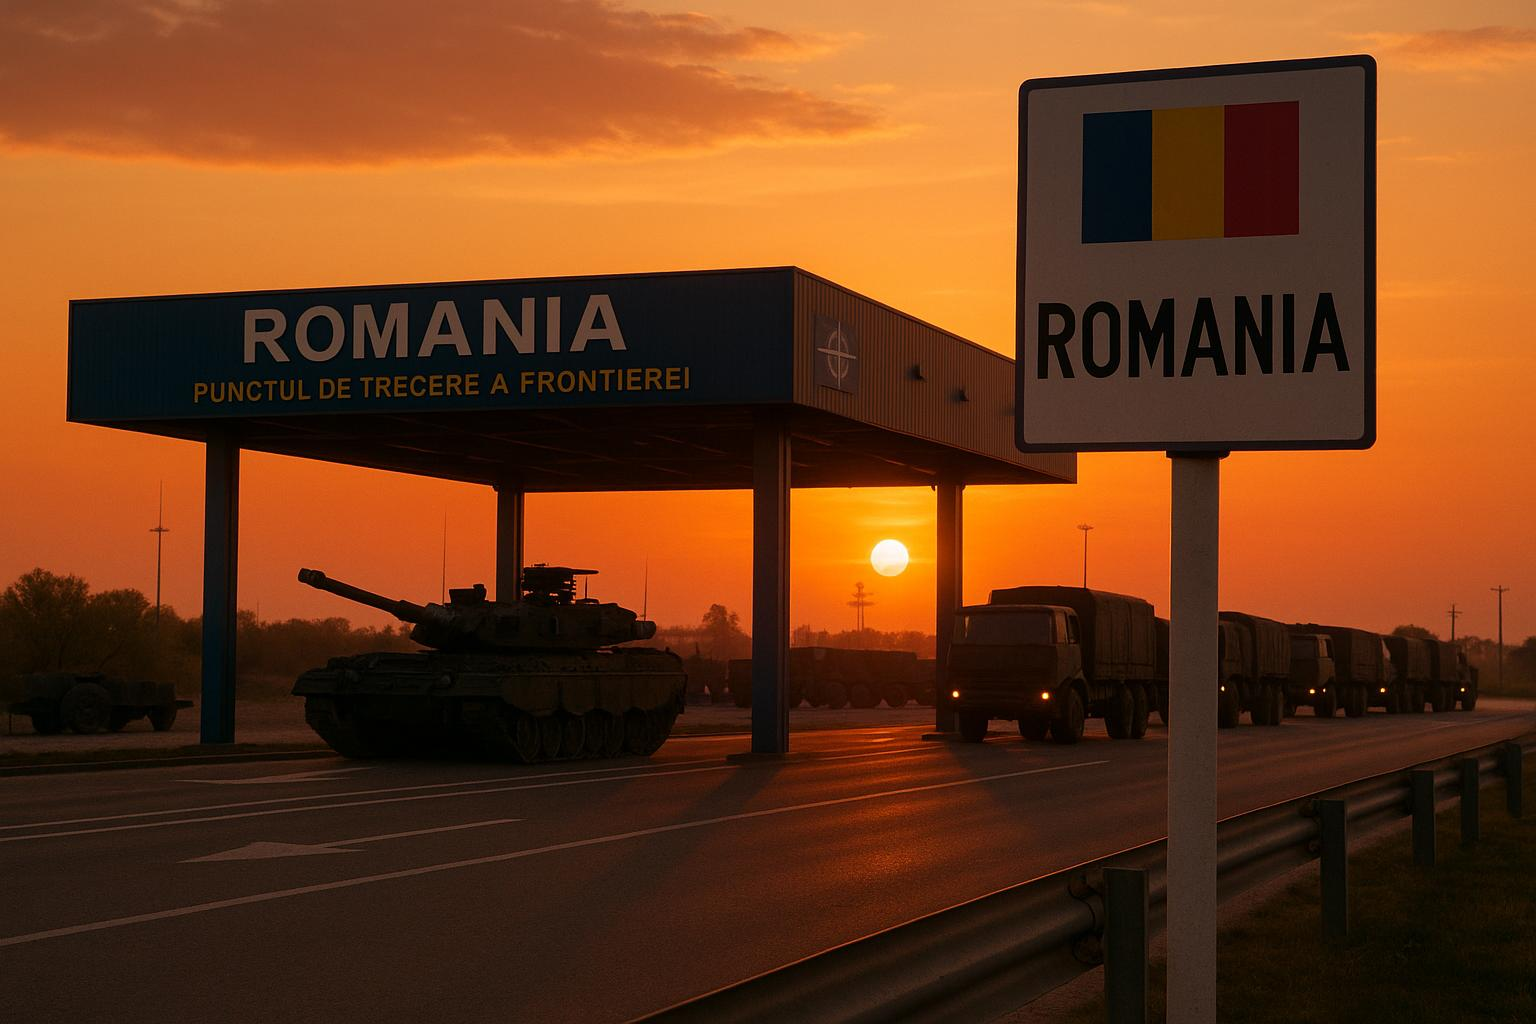 ROMANIA
PUNCTUL DE TRECERE A FRONTIEREI
ROMANIA